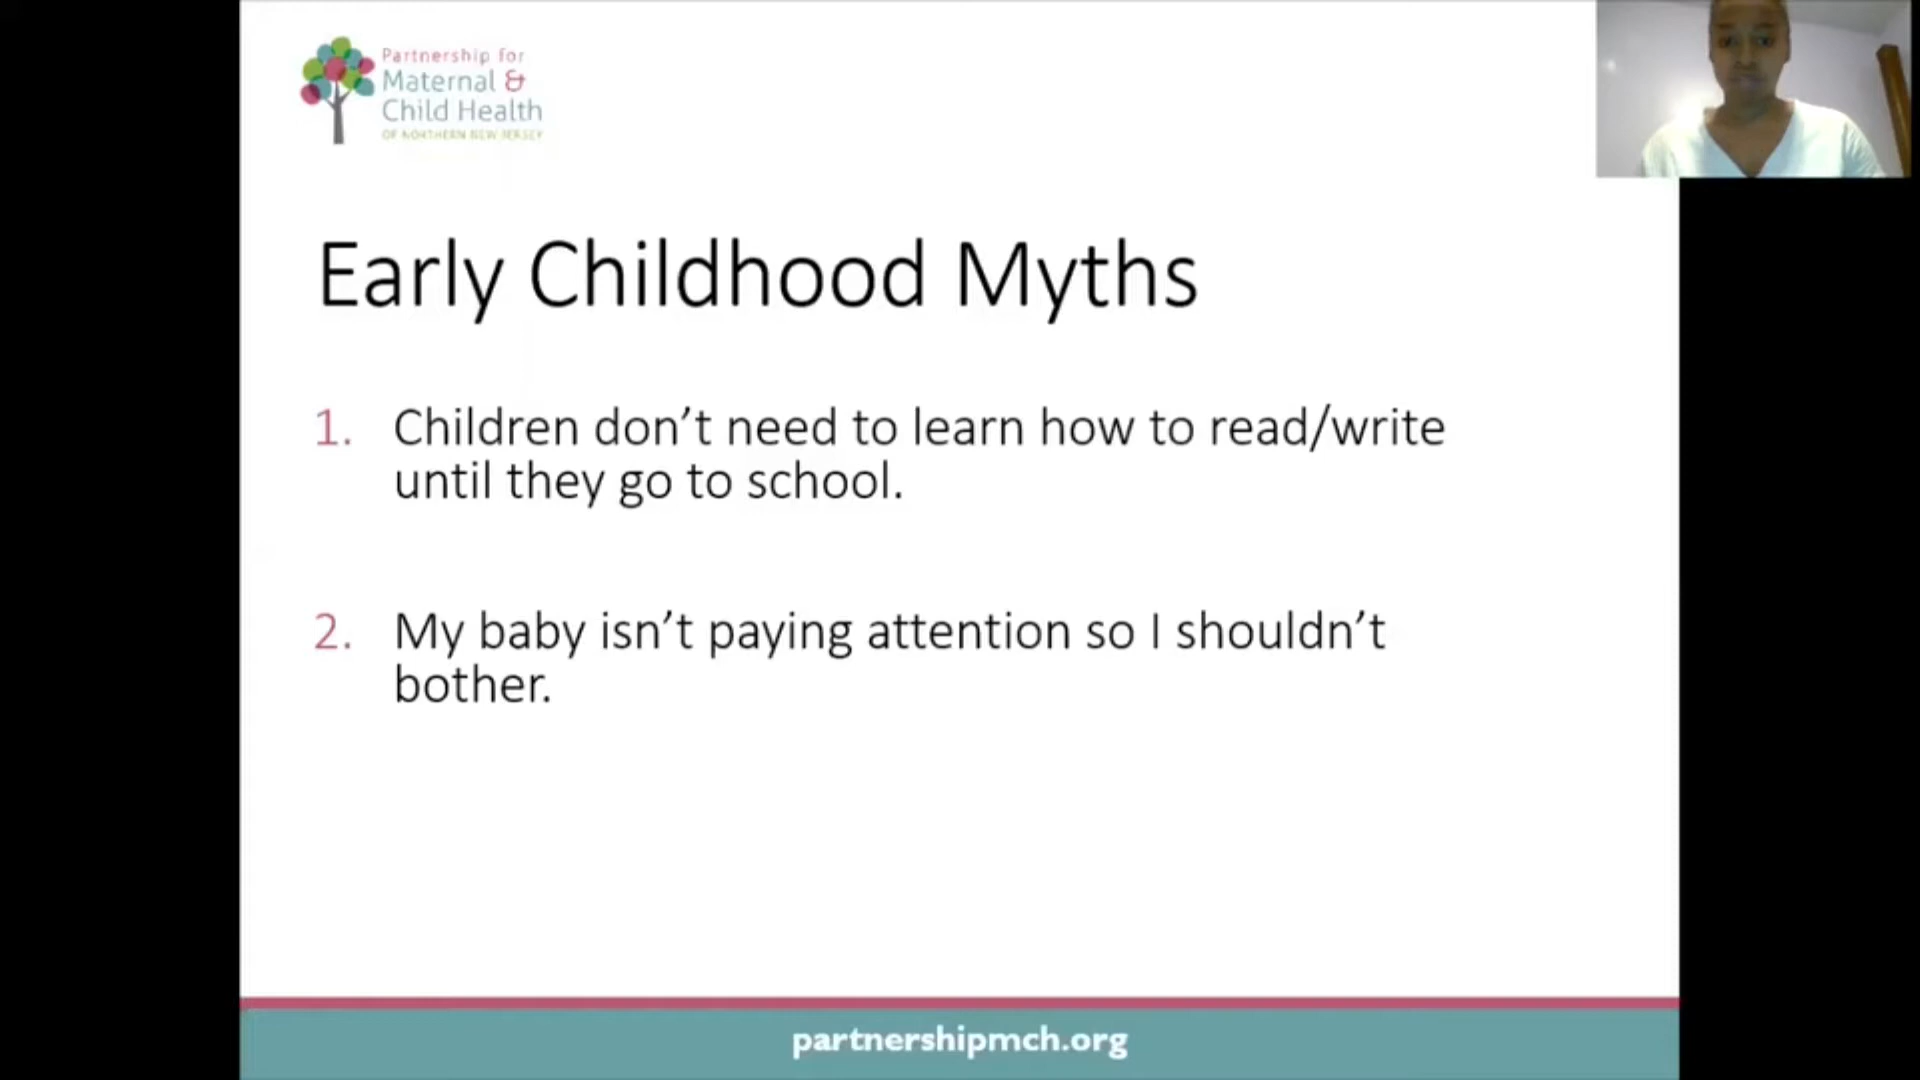 Partnership for
Maternal &
Child Health
OF NORTHERN NEW JERSEY
Early Childhood Myths
1. Children don’t need to learn how to read/write
until they go to school.
2. My baby isn’t paying attention so I shouldn’t
bother.
partnershipmch.org